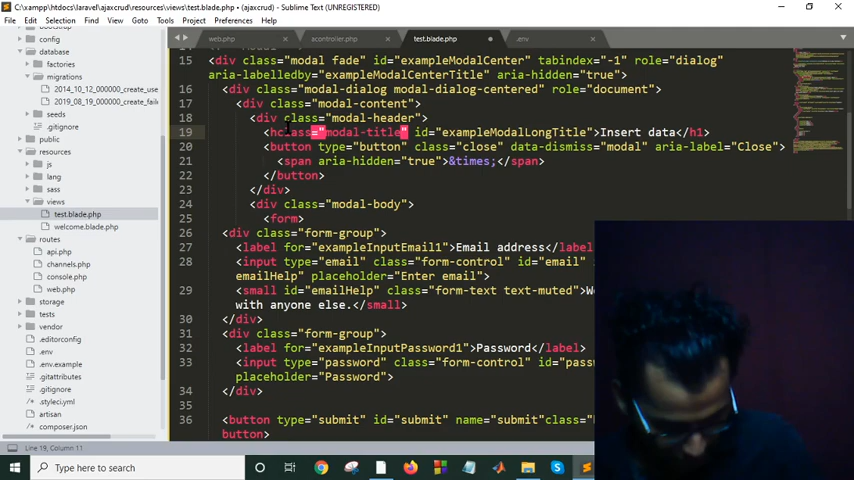 C:\xampp\htdocs\laravel\ajaxcrud\resources\views\test.blade.php • (ajaxcrud) - Sublime Text (UNREGISTERED)
File Edit Selection Find View Goto Tools Project Preferences Help
web.php acontroller.php test.blade.php .env
config
database
factories
migrations
2014_10_12_000000_create_use
2019_08_19_000000_create_faile
.gitignore
seeds
public
resources
js
lang
sass
views
test.blade.php
welcome.blade.php
routes
api.php
channels.php
console.php
web.php
storage
tests
vendor
.editorconfig
.env
.env.example
.gitattributes
.gitignore
.styleci.yml
artisan
composer.json
15 <div class="modal fade" id="exampleModalCenter" tabindex="-1" role="dialog"
aria-labelledby="exampleModalCenterTitle" aria-hidden="true">
16 <div class="modal-dialog modal-dialog-centered" role="document">
17 <div class="modal-content">
18 <div class="modal-header">
19 <hclass="modal-title" id="exampleModalLongTitle">Insert data</h1>
20 <button type="button" class="close" data-dismiss="modal" aria-label="Close">
21 <span aria-hidden="true">&times;</span>
22 </button>
23 </div>
24 <div class="modal-body">
25 <form>
26 <div class="form-group">
27 <label for="exampleInputEmail1">Email address</label
28 <input type="email" class="form-control" id="email"
emailHelp" placeholder="Enter email">
29 <small id="emailHelp" class="form-text text-muted">W
with anyone else.</small>
30 </div>
31 <div class="form-group">
32 <label for="exampleInputPassword1">Password</label>
33 <input type="password" class="form-control" id="pass
placeholder="Password">
34 </div>
35
36 <button type="submit" id="submit" name="submit"class="
button>
Line 19, Column 11
Type here to search